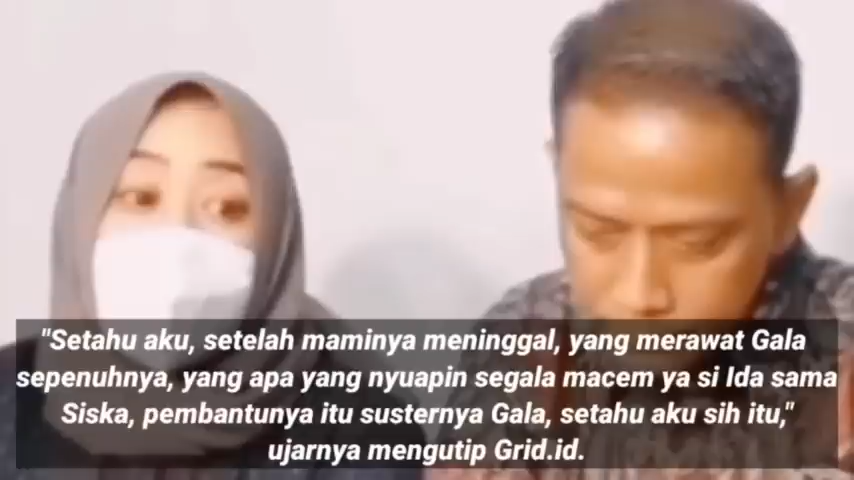 "Setahu aku, setelah maminya meninggal, yang merawat Gala
sepenuhnya, yang apa yang nyuapin segala macem ya si Ida sama
Siska, pembantunya itu susternya Gala, setahu aku sih itu,"
ujarnya mengutip Grid.id.